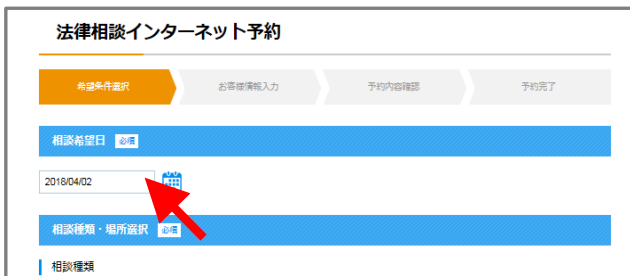 法律相談インターネット予約
希望条件選択 お客様情報入力 予約内容確認 予約完了
相談希望日 必須
2018/04/02
相談種類・場所選択 必須
相談種類